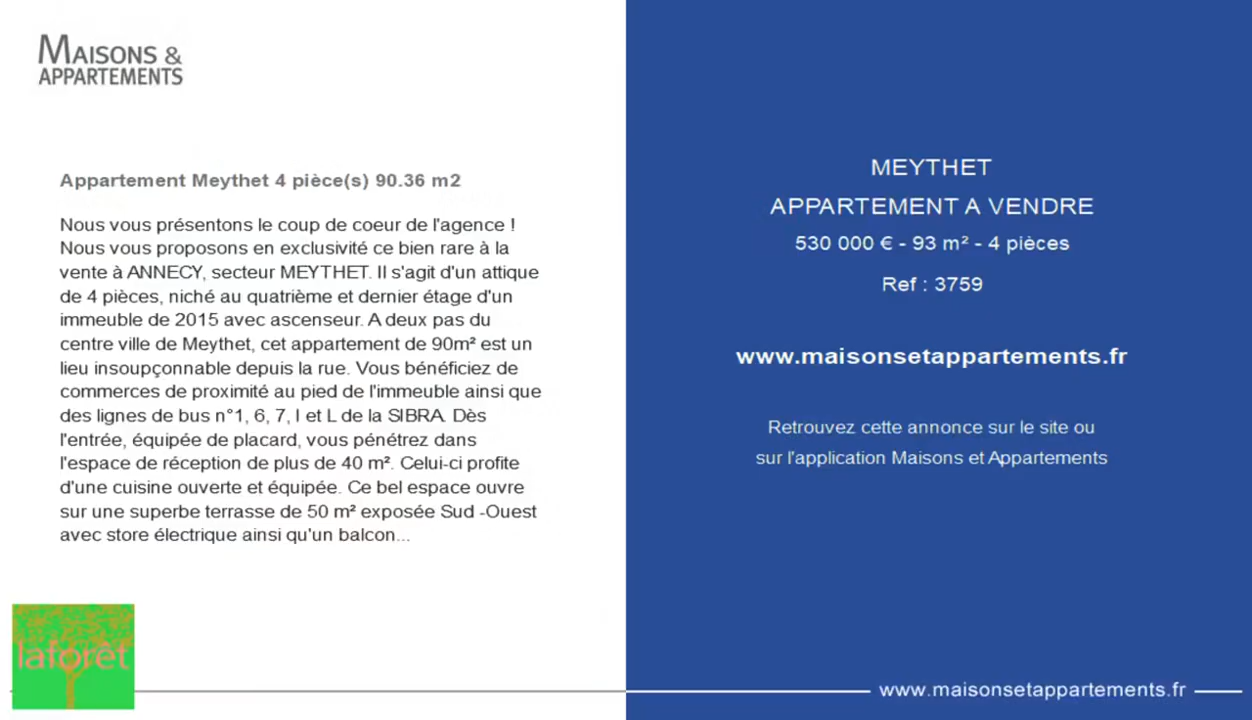 MAISONS &
APPARTEMENTS
Appartement Meythet 4 pièce(s) 90.36 m2
Nous vous présentons le coup de coeur de l'agence !
Nous vous proposons en exclusivité ce bien rare à la
vente à ANNECY, secteur MEYTHET. Il s'agit d'un attique
de 4 pièces, niché au quatrième et dernier étage d'un
immeuble de 2015 avec ascenseur. A deux pas du
centre ville de Meythet, cet appartement de 90m² est un
lieu insoupçonnable depuis la rue. Vous bénéficiez de
commerces de proximité au pied de l'immeuble ainsi que
des lignes de bus n°1, 6, 7, I et L de la SIBRA. Dès
l'entrée, équipée de placard, vous pénétrez dans
l'espace de réception de plus de 40 m². Celui-ci profite
d'une cuisine ouverte et équipée. Ce bel espace ouvre
sur une superbe terrasse de 50 m² exposée Sud -Ouest
avec store électrique ainsi qu'un balcon...
laforêt
MEYTHET
APPARTEMENT A VENDRE
530 000 € - 93 m² - 4 pièces
Ref : 3759
www.maisonsetappartements.fr
Retrouvez cette annonce sur le site ou
sur l'application Maisons et Appartements
www.maisonsetappartements.fr